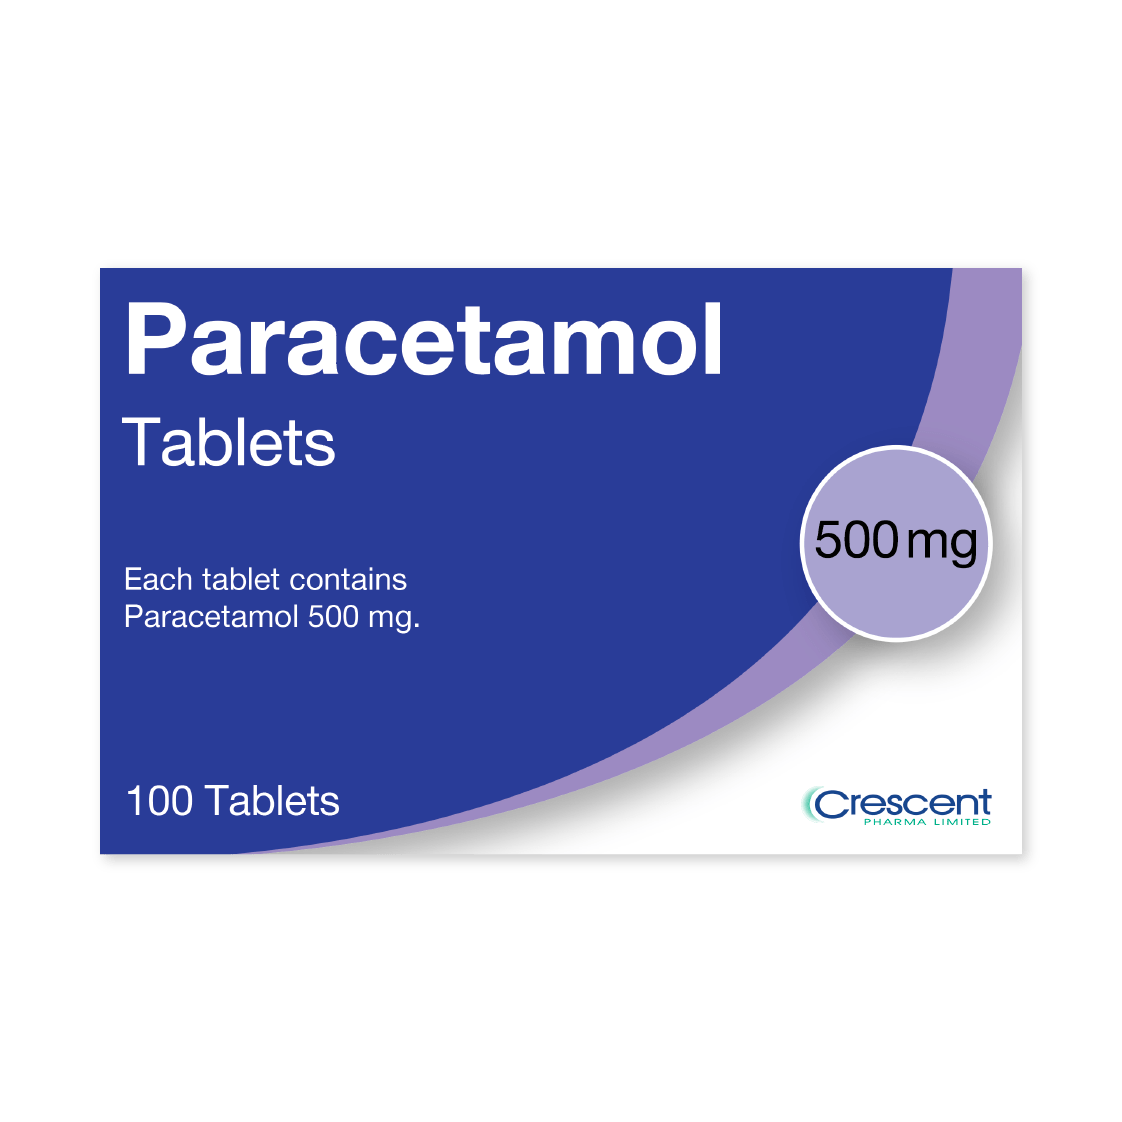 Paracetamol
Tablets
500 mg
Each tablet contains
Paracetamol 500 mg.
100 Tablets
Crescent
PHARMA LIMITED